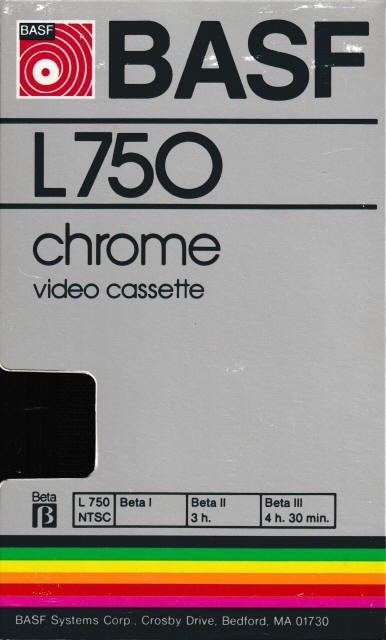 BASF
BASF
L750
chrome
video cassette
Beta
β
L 750 Beta I Beta II Beta III
NTSC 3 h. 4 h. 30 min.
BASF Systems Corp., Crosby Drive, Bedford, MA 01730